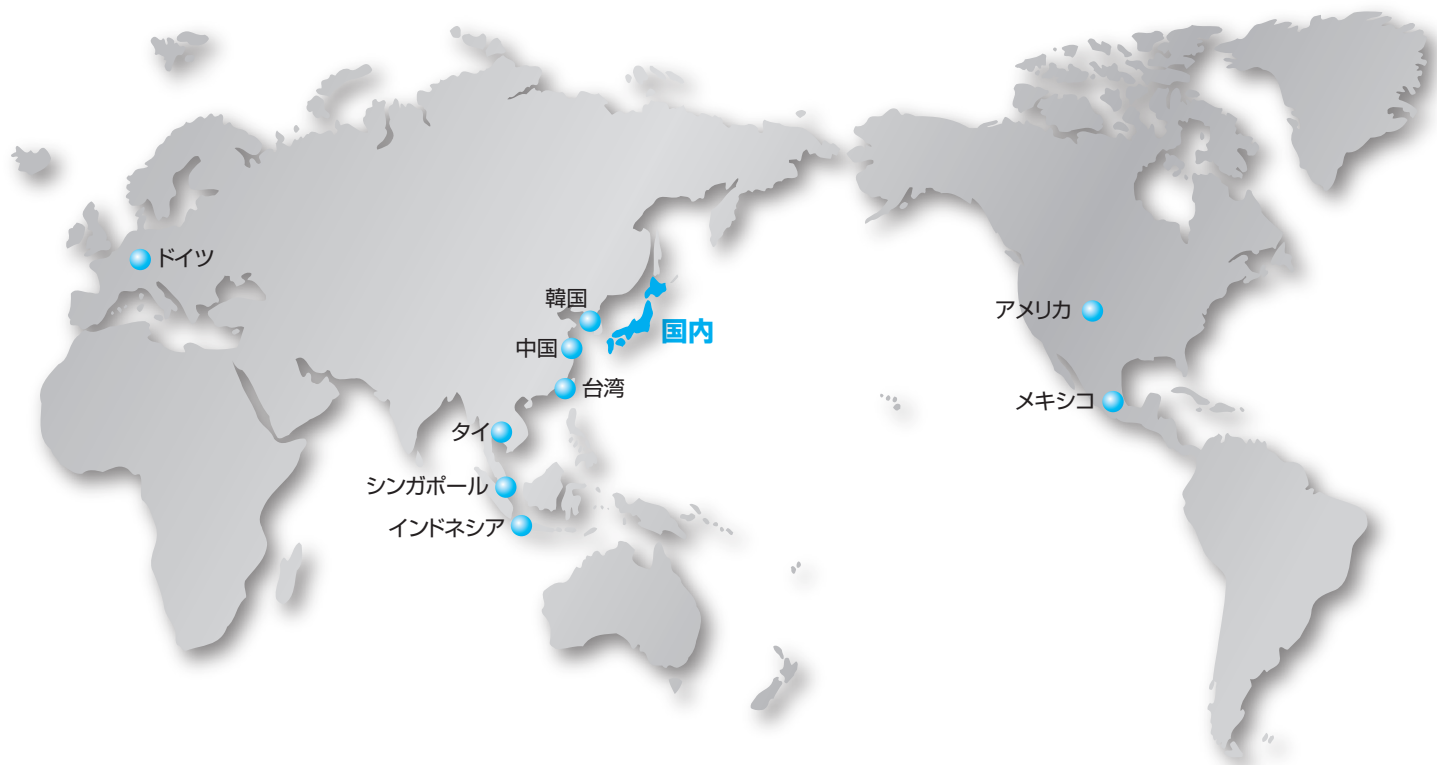 ドイツ
韓国
国内
中国
台湾
タイ
シンガポール
インドネシア
アメリカ
メキシコ